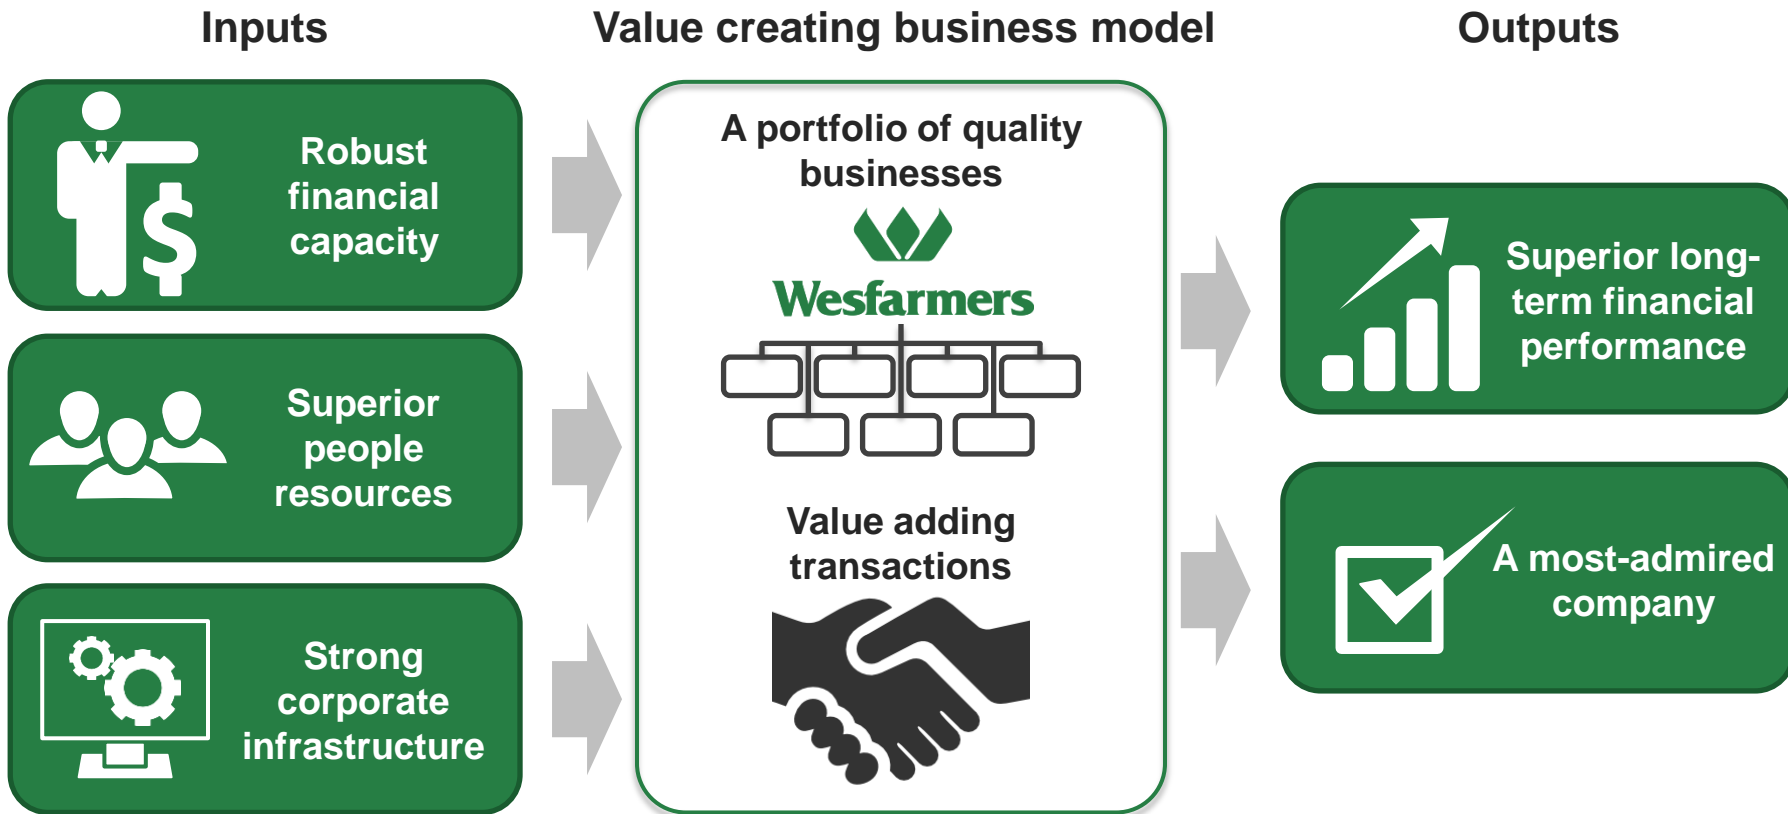 Inputs
Value creating business model
Outputs
Robust
financial
capacity
Superior
people
resources
Strong
corporate
infrastructure
A portfolio of quality
businesses
Wesfarmers
Value adding
transactions
Superior long-
term financial
performance
A most-admired
company